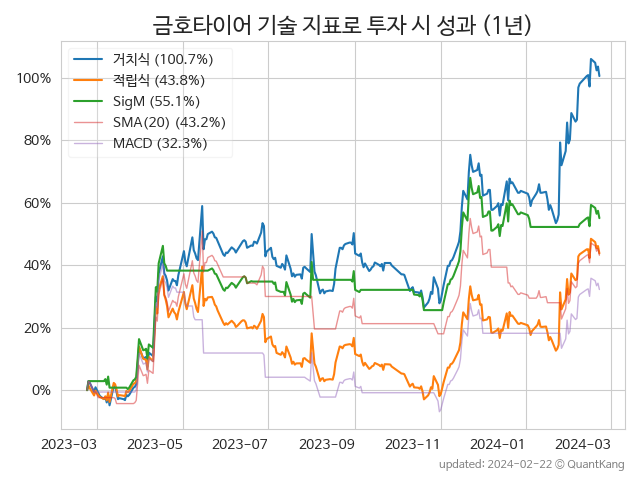 금호타이어 기술 지표로 투자 시 성과 (1년)
거치식 (100.7%)
적립식 (43.8%)
SigM (55.1%)
SMA(20) (43.2%)
MACD (32.3%)
100%
80%
60%
40%
20%
0%
2023-03 2023-05 2023-07 2023-09 2023-11 2024-01 2024-03
updated: 2024-02-22 © QuantKang